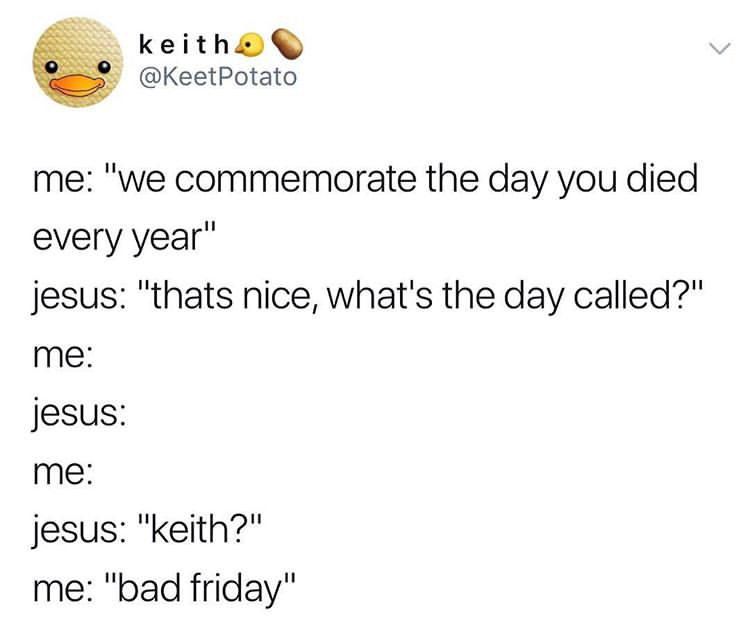 keith🐤🥔
@KeetPotato
me: "we commemorate the day you died
every year"
jesus: "thats nice, what's the day called?"
me:
jesus:
me:
jesus: "keith?"
me: "bad friday"